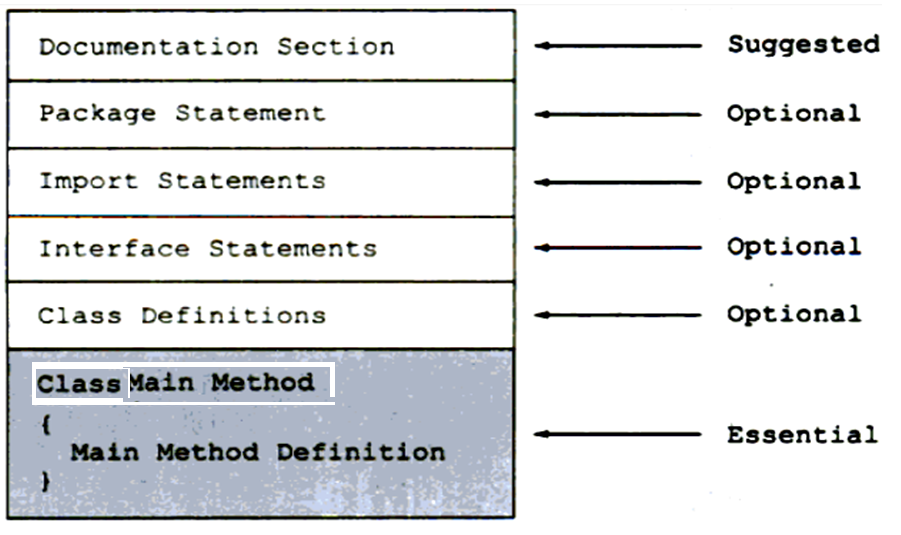 Documentation Section Suggested
Package Statement Optional
Import Statements Optional
Interface Statements Optional
Class Definitions Optional
Class Main Method
{
Main Method Definition Essential
}